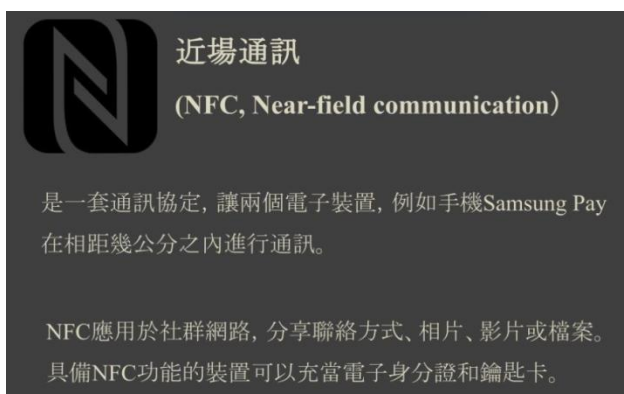 近場通訊
(NFC, Near-field communication）
是一套通訊協定, 讓兩個電子裝置, 例如手機Samsung Pay
在相距幾公分之內進行通訊。
NFC應用於社群網路, 分享聯絡方式、相片、影片或檔案。
具備NFC功能的裝置可以充當電子身分證和鑰匙卡。